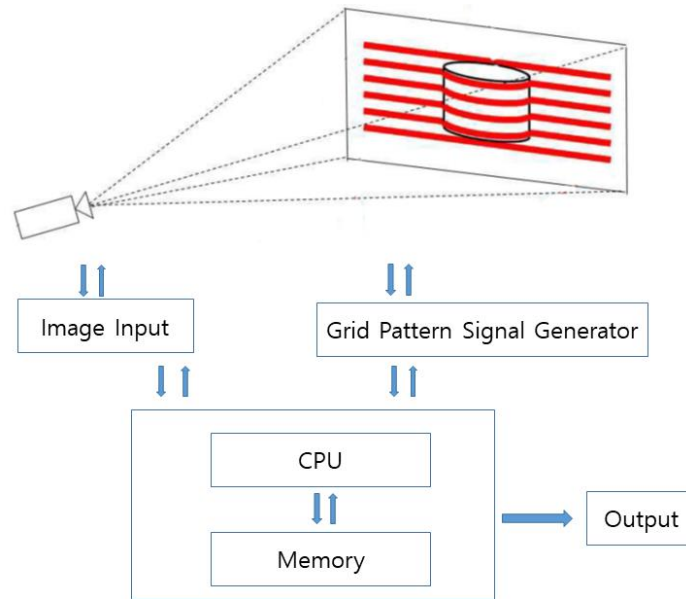 Image Input
Grid Pattern Signal Generator
CPU
Memory
Output